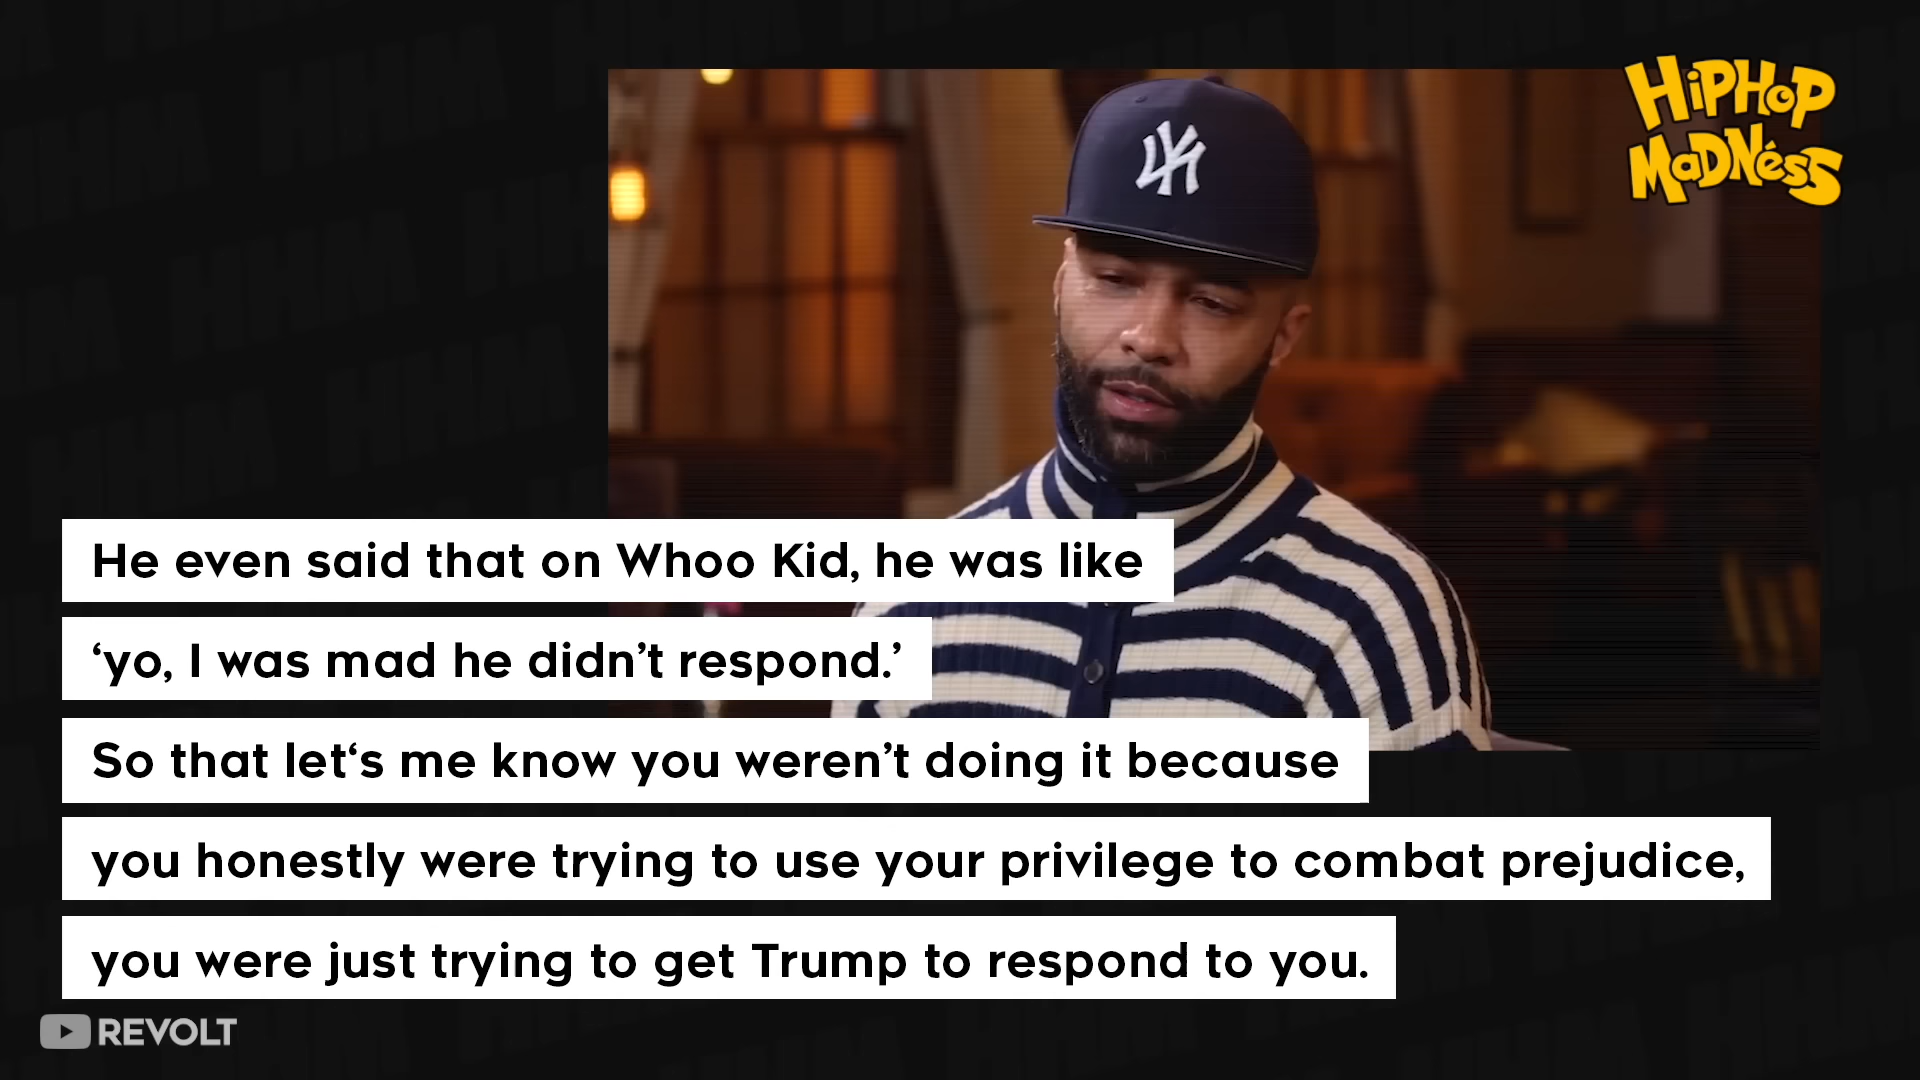 HiPHoP
MaDNéSS
He even said that on Whoo Kid, he was like
‘yo, I was mad he didn’t respond.’
So that let‘s me know you weren’t doing it because
you honestly were trying to use your privilege to combat prejudice,
you were just trying to get Trump to respond to you.
REVOLT